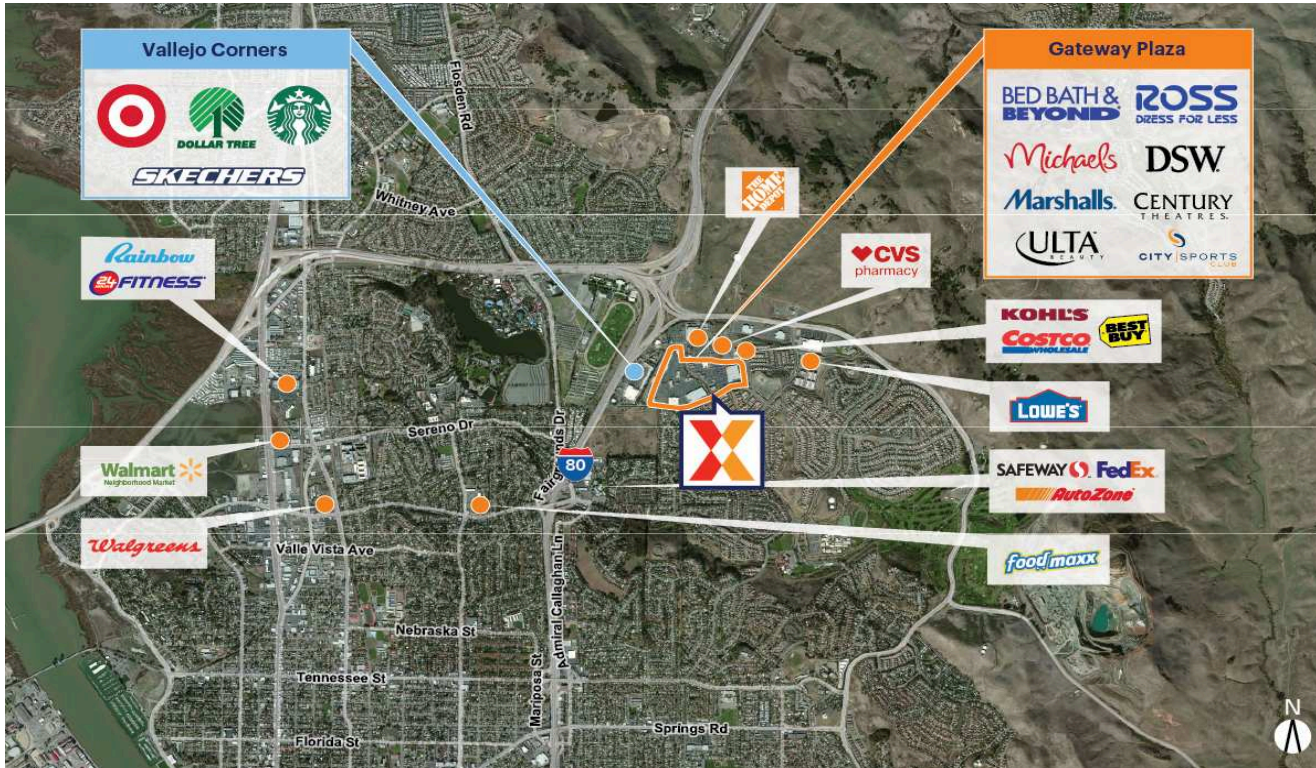 Vallejo Corners
DOLLAR TREE
SKECHERS
Gateway Plaza
BED BATH &
BEYOND
ROSS
DRESS FOR LESS
Michaels
DSW
Marshalls.
CENTURY
THEATRES.
ULTA
BEAUTY
CITY SPORTS
CLUB
Flosden Rd
Whitney Ave
THE
HOME
DEPOT
CVS
pharmacy
Rainbow
24
FITNESS
KOHL'S
COSTCO
WHOLESALE
BEST
BUY
LOWE'S
Walmart
Neighborhood Market
Sereno Dr
Fairgrounds Dr
80
X
SAFEWAY
FedEx
AutoZone
Walgreens
Valle Vista Ave
foodmaxx
Admiral Callaghan Ln
Nebraska St
Tennessee St
Mariposa St
Springs Rd
Florida St
N